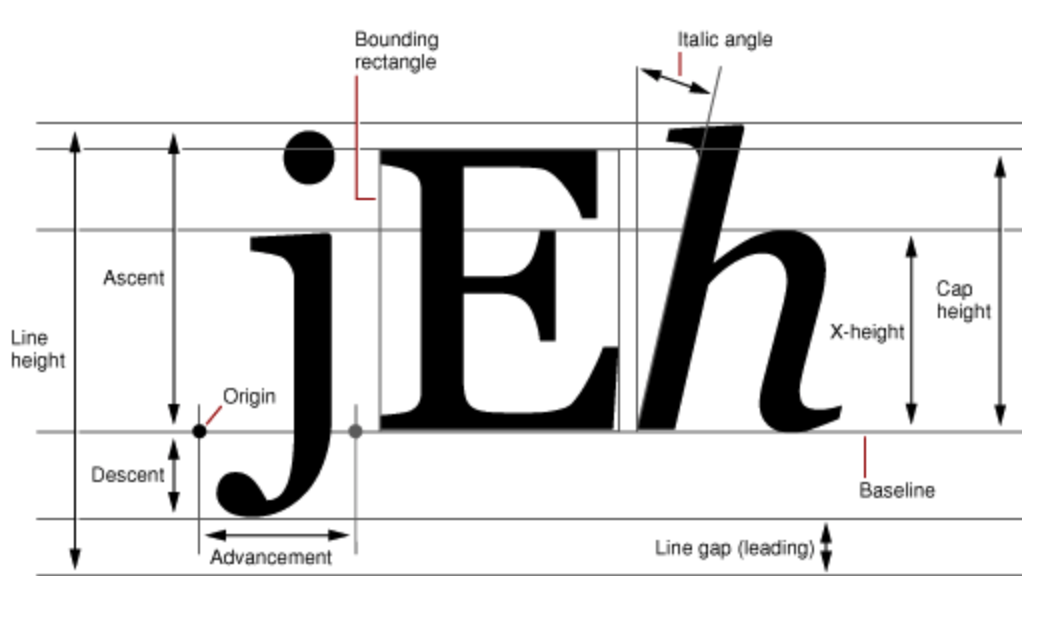 Bounding
rectangle
Italic angle
jEh
Ascent
Cap
height
X-height
Line
height
Origin
Descent
Baseline
Line gap (leading)
Advancement